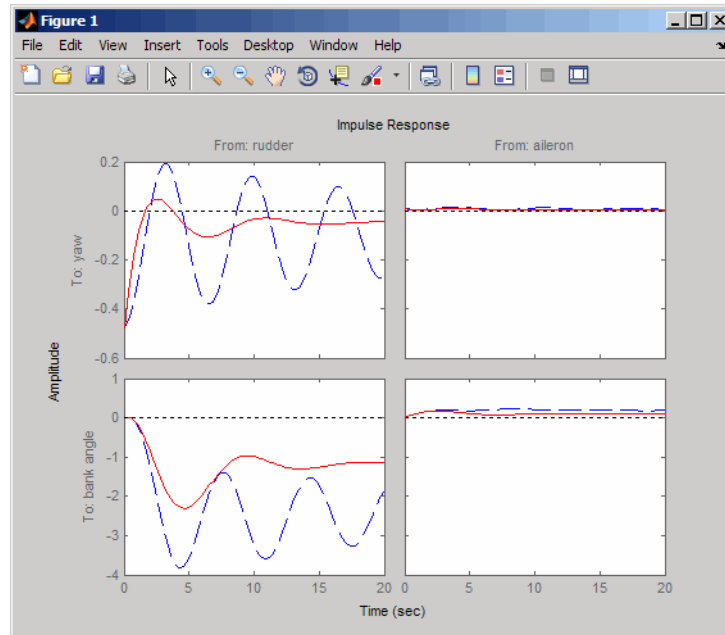 Figure 1
File Edit View Insert Tools Desktop Window Help
Impulse Response
From: rudder From: aileron
Amplitude
To: yaw
0.2
0
-0.2
-0.4
-0.6
To: bank angle
1
0
-1
-2
-3
-4
0 5 10 15 20 0 5 10 15 20
Time (sec)